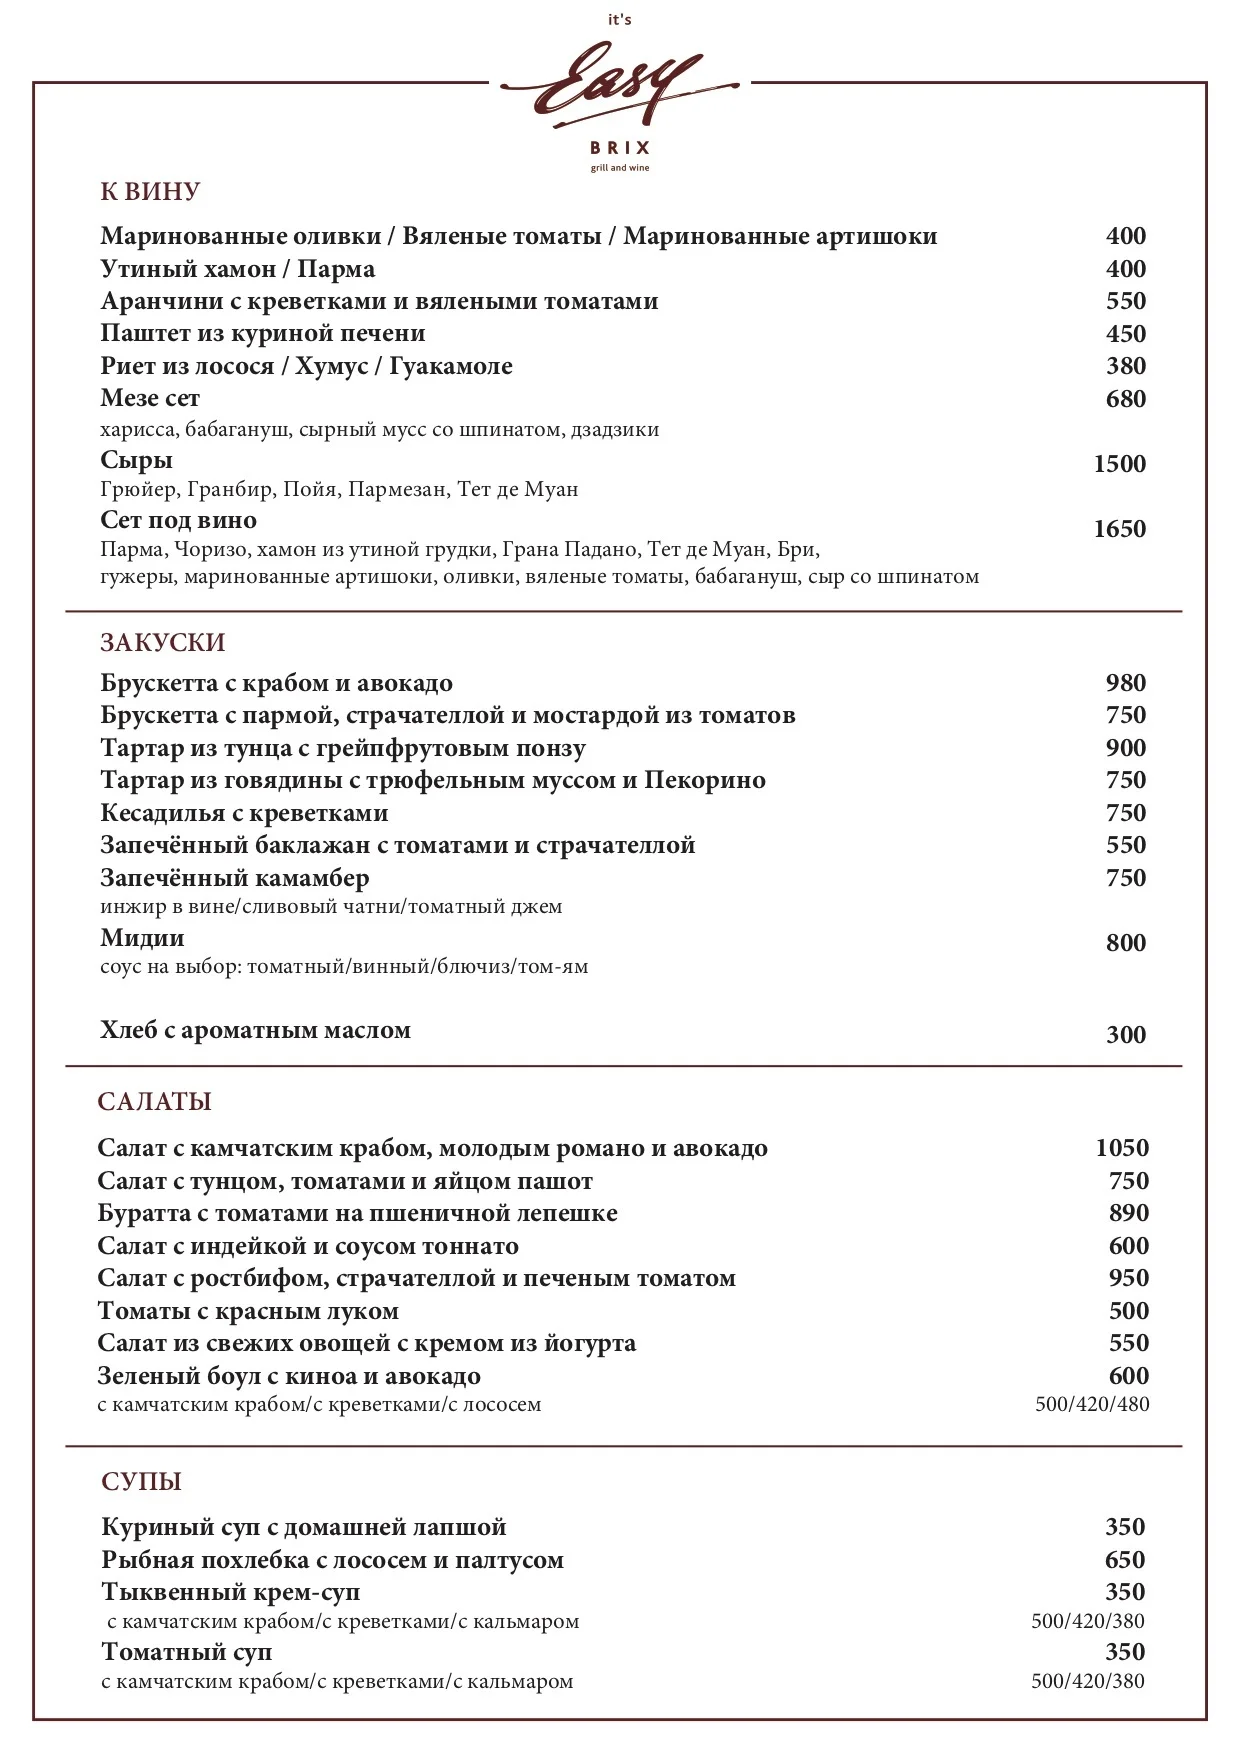 it's
Easy
BRIX
grill and wine
К ВИНУ
Маринованные оливки / Вяленые томаты / Маринованные артишоки 400
Утиный хамон / Парма 400
Аранчини с креветками и вялеными томатами 550
Паштет из куриной печени 450
Риет из лосося / Хумус / Гуакамоле 380
Мезе сет 680
харисса, бабагануш, сырный мусс со шпинатом, дзадзики
Сыры 1500
Грюйер, Гранбир, Пойя, Пармезан, Тет де Муан
Сет под вино 1650
Парма, Чоризо, хамон из утиной грудки, Грана Падано, Тет де Муан, Бри,
гужеры, маринованные артишоки, оливки, вяленые томаты, бабагануш, сыр со шпинатом
ЗАКУСКИ
Брускетта с крабом и авокадо 980
Брускетта с пармой, страчателлой и мостардой из томатов 750
Тартар из тунца с грейпфрутовым понзу 900
Тартар из говядины с трюфельным муссом и Пекорино 750
Кесадилья с креветками 750
Запечённый баклажан с томатами и страчателлой 550
Запечённый камамбер 750
инжир в вине/сливовый чатни/томатный джем
Мидии 800
соус на выбор: томатный/винный/блючиз/том-ям
Хлеб с ароматным маслом 300
САЛАТЫ
Салат с камчатским крабом, молодым романо и авокадо 1050
Салат с тунцом, томатами и яйцом пашот 750
Буратта с томатами на пшеничной лепешке 890
Салат с индейкой и соусом тоннато 600
Салат с ростбифом, страчателлой и печеным томатом 950
Томаты с красным луком 500
Салат из свежих овощей с кремом из йогурта 550
Зеленый боул с киноа и авокадо 600
с камчатским крабом/с креветками/с лососем 500/420/480
СУПЫ
Куриный суп с домашней лапшой 350
Рыбная похлебка с лососем и палтусом 650
Тыквенный крем-суп 350
с камчатским крабом/с креветками/с кальмаром 500/420/380
Томатный суп 350
с камчатским крабом/с креветками/с кальмаром 500/420/380